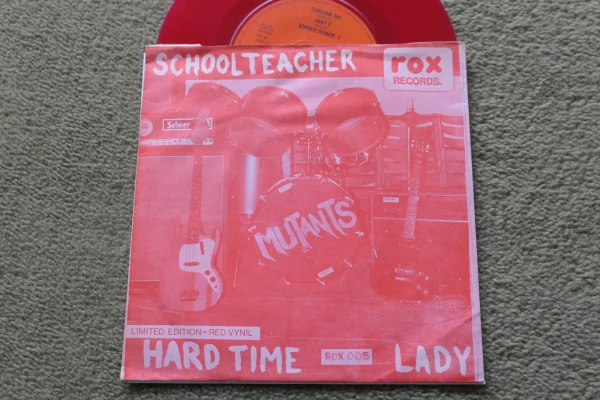 SCHOOLTEACHER
rox
RECORDS.
Selmer
MUTANTS
LIMITED EDITION - RED VYNIL
HARD TIME
ROX 005
LADY